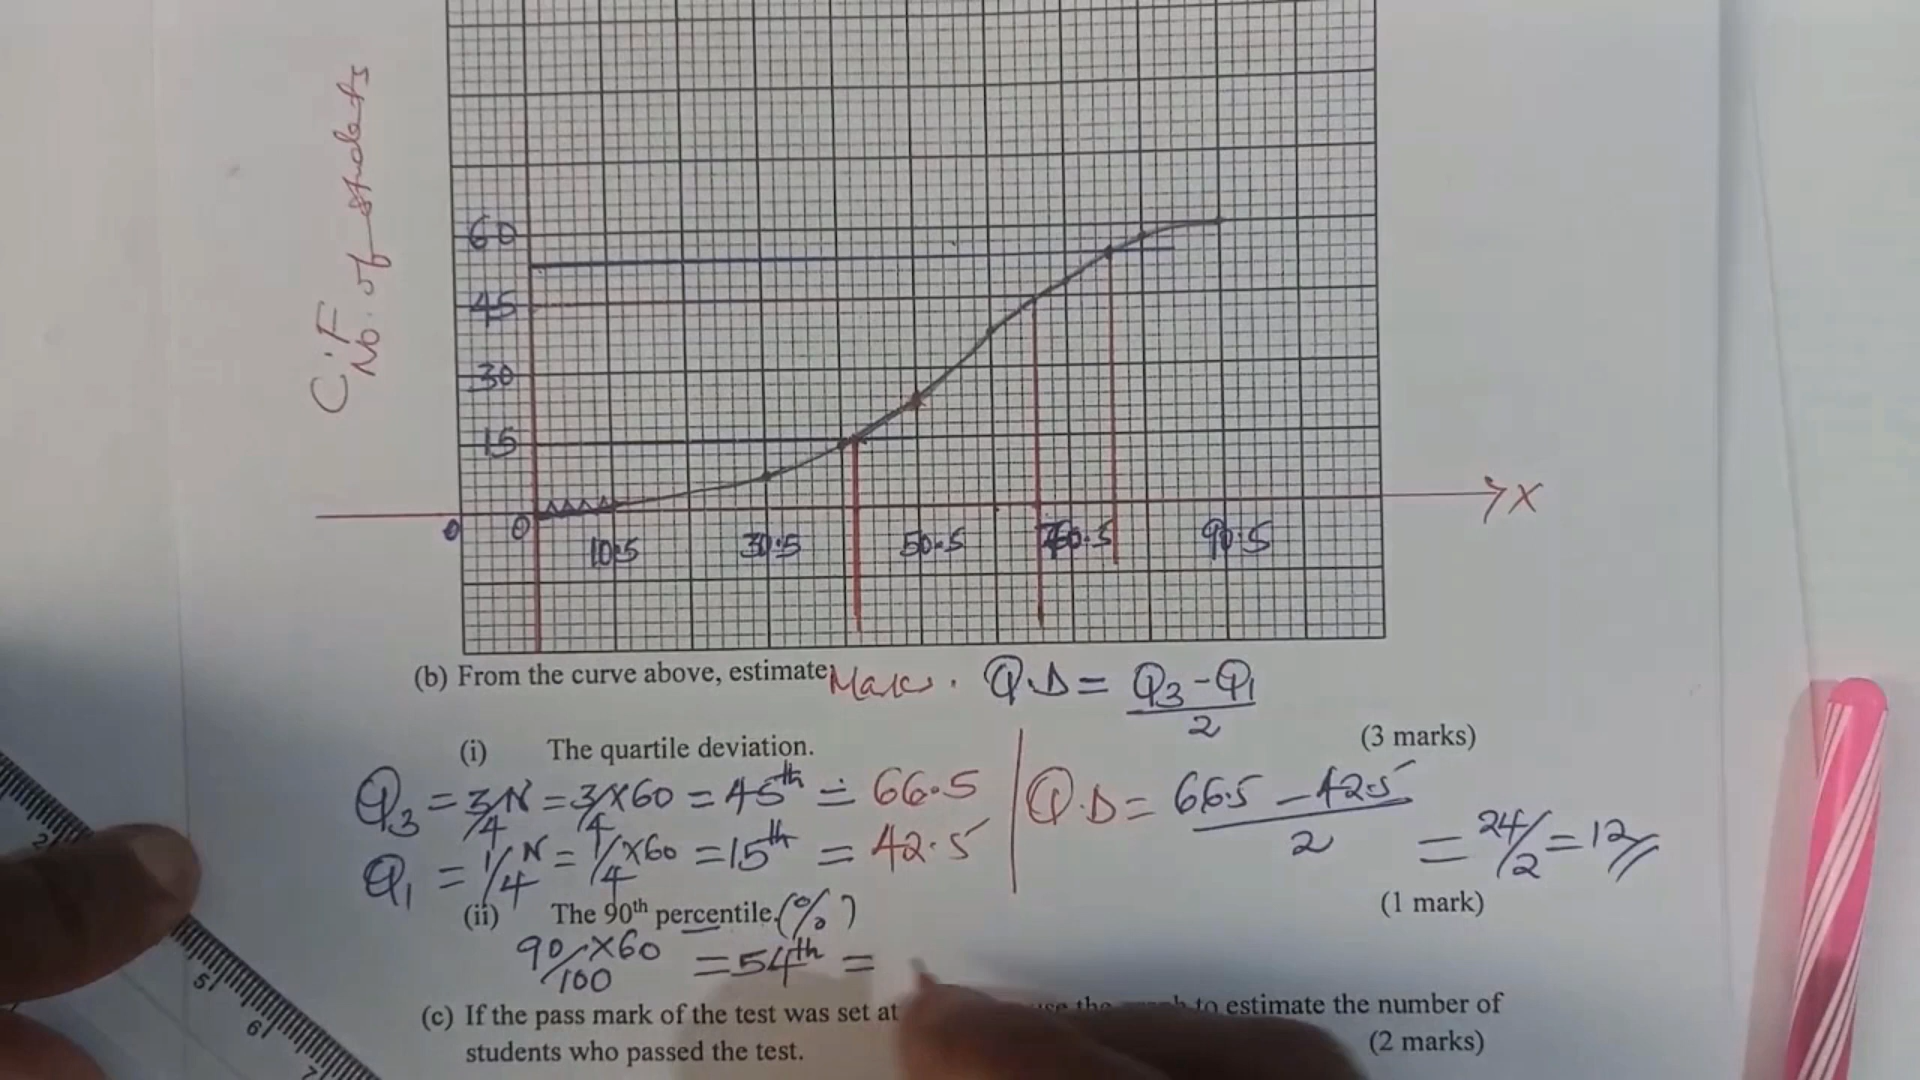 C.F
No. of students
60
45
30
15
0 0
10.5 30.5 50.5 90.5
X
(b) From the curve above, estimate Marks. Q.D = Q3 - Q1 / 2
(i) The quartile deviation. (3 marks)
Q3 = 3/4 N = 3/4 x 60 = 45th = 66.5
Q1 = 1/4 N = 1/4 x 60 = 15th = 42.5
Q.D = 66.5 - 42.5 / 2 = 24/2 = 12
(ii) The 90th percentile. (%) (1 mark)
90/100 x 60 = 54th =
(c) If the pass mark of the test was set at to estimate the number of
students who passed the test. (2 marks)
2 5 6 7